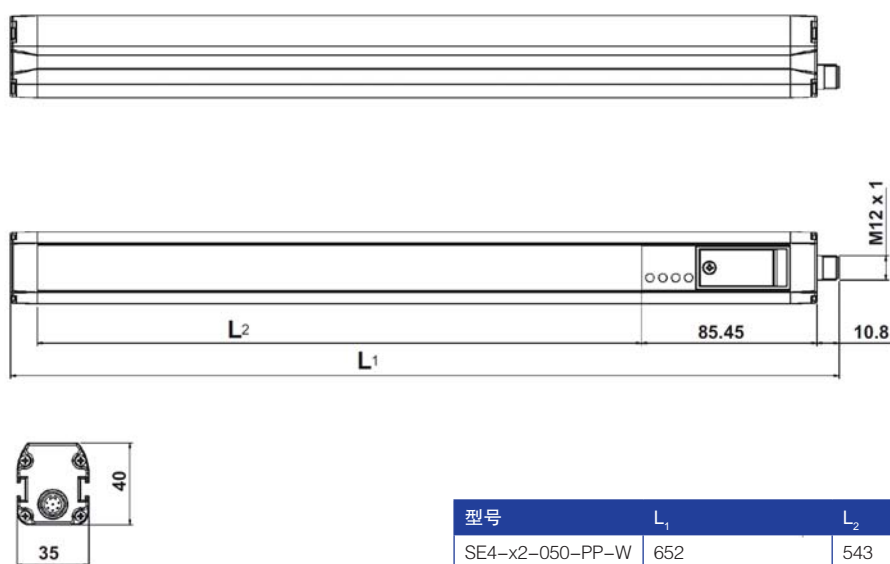 M12 x 1
L2
85.45
10.8
L1
40
35
型号 L1 L2
SE4-x2-050-PP-W 652 543